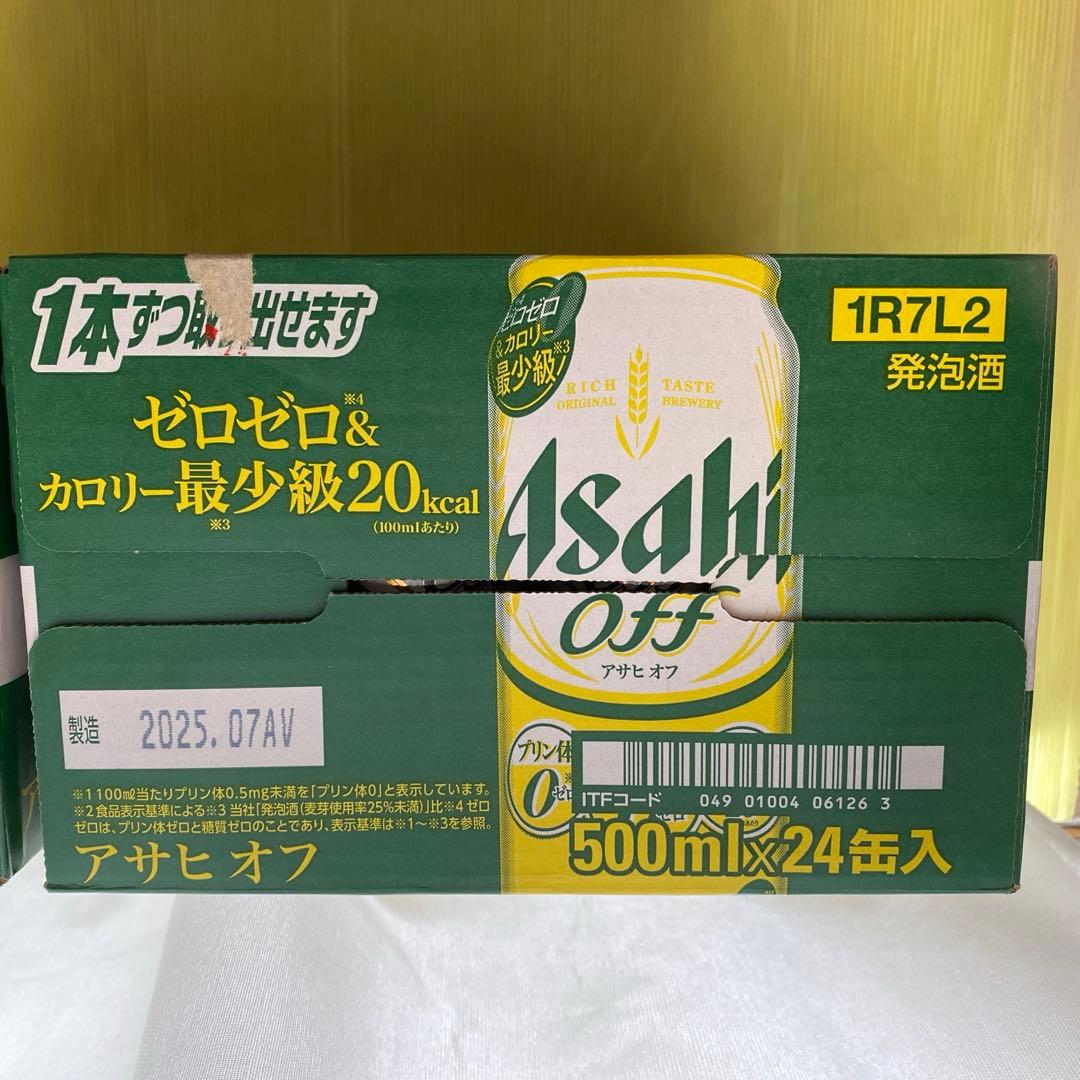 1本ずつ取り出せます
ゼロゼロ※4&
カロリー最少級※320kcal
(100mlあたり)
ゼロゼロ
&カロリー
最少級!※3
RICH TASTE
ORIGINAL BREWERY
Asahi
Off
アサヒ オフ
1R7L2
発泡酒
製造 2025.07AV
※1 100ml当たりプリン体0.5mg未満を「プリン体0」と表示しています。
※2 食品表示基準による※3 当社「発泡酒(麦芽使用率25%未満)」比※4 ゼロ
ゼロは、プリン体ゼロと糖質ゼロのことであり、表示基準は※1~※3を参照。
アサヒ オフ
プリン体
0
ITFコード 049 01004 06126 3
500ml×24缶入